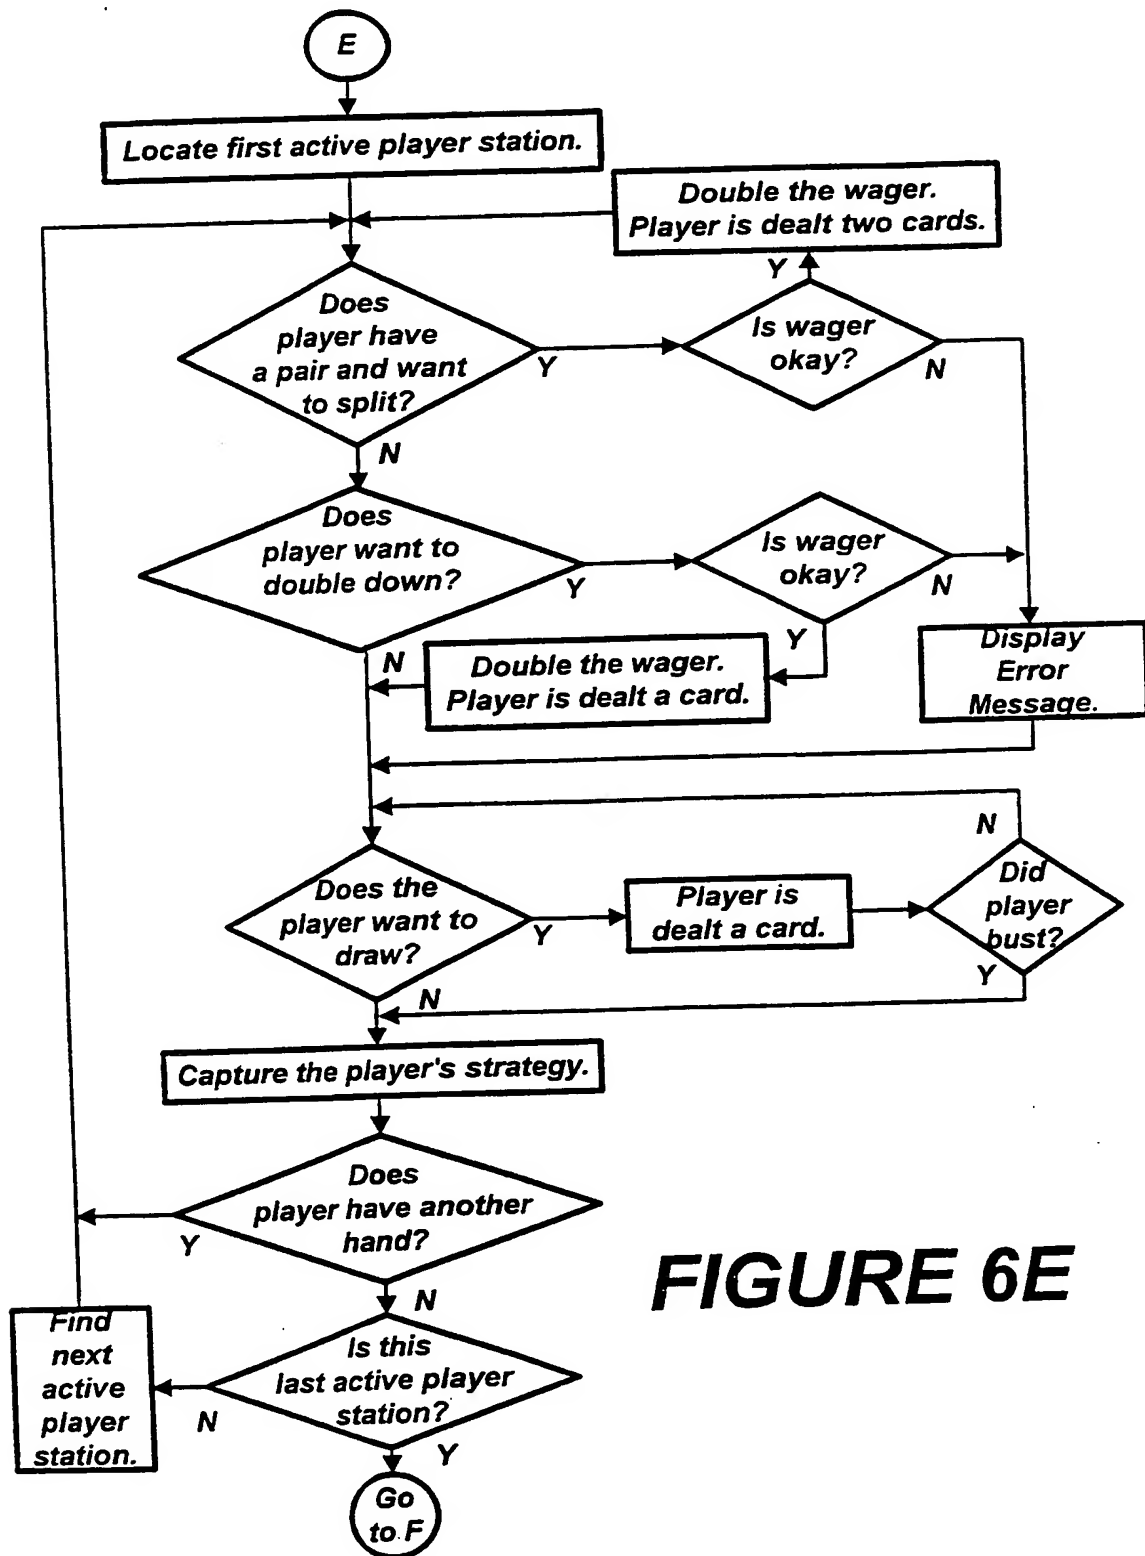 E
Locate first active player station.
Double the wager.
Player is dealt two cards.
Y
Does
player have
a pair and want
to split?
Y
Is wager
okay?
N
N
Does
player want to
double down?
Y
Is wager
okay?
N
Y
N
Double the wager.
Player is dealt a card.
Display
Error
Message.
N
Does the
player want to
draw?
Y
Player is
dealt a card.
Did
player
bust?
Y
N
Capture the player's strategy.
Does
player have another
hand?
Y
N
FIGURE 6E
Find
next
active
player
station.
Is this
last active player
station?
N
Y
Go
to F